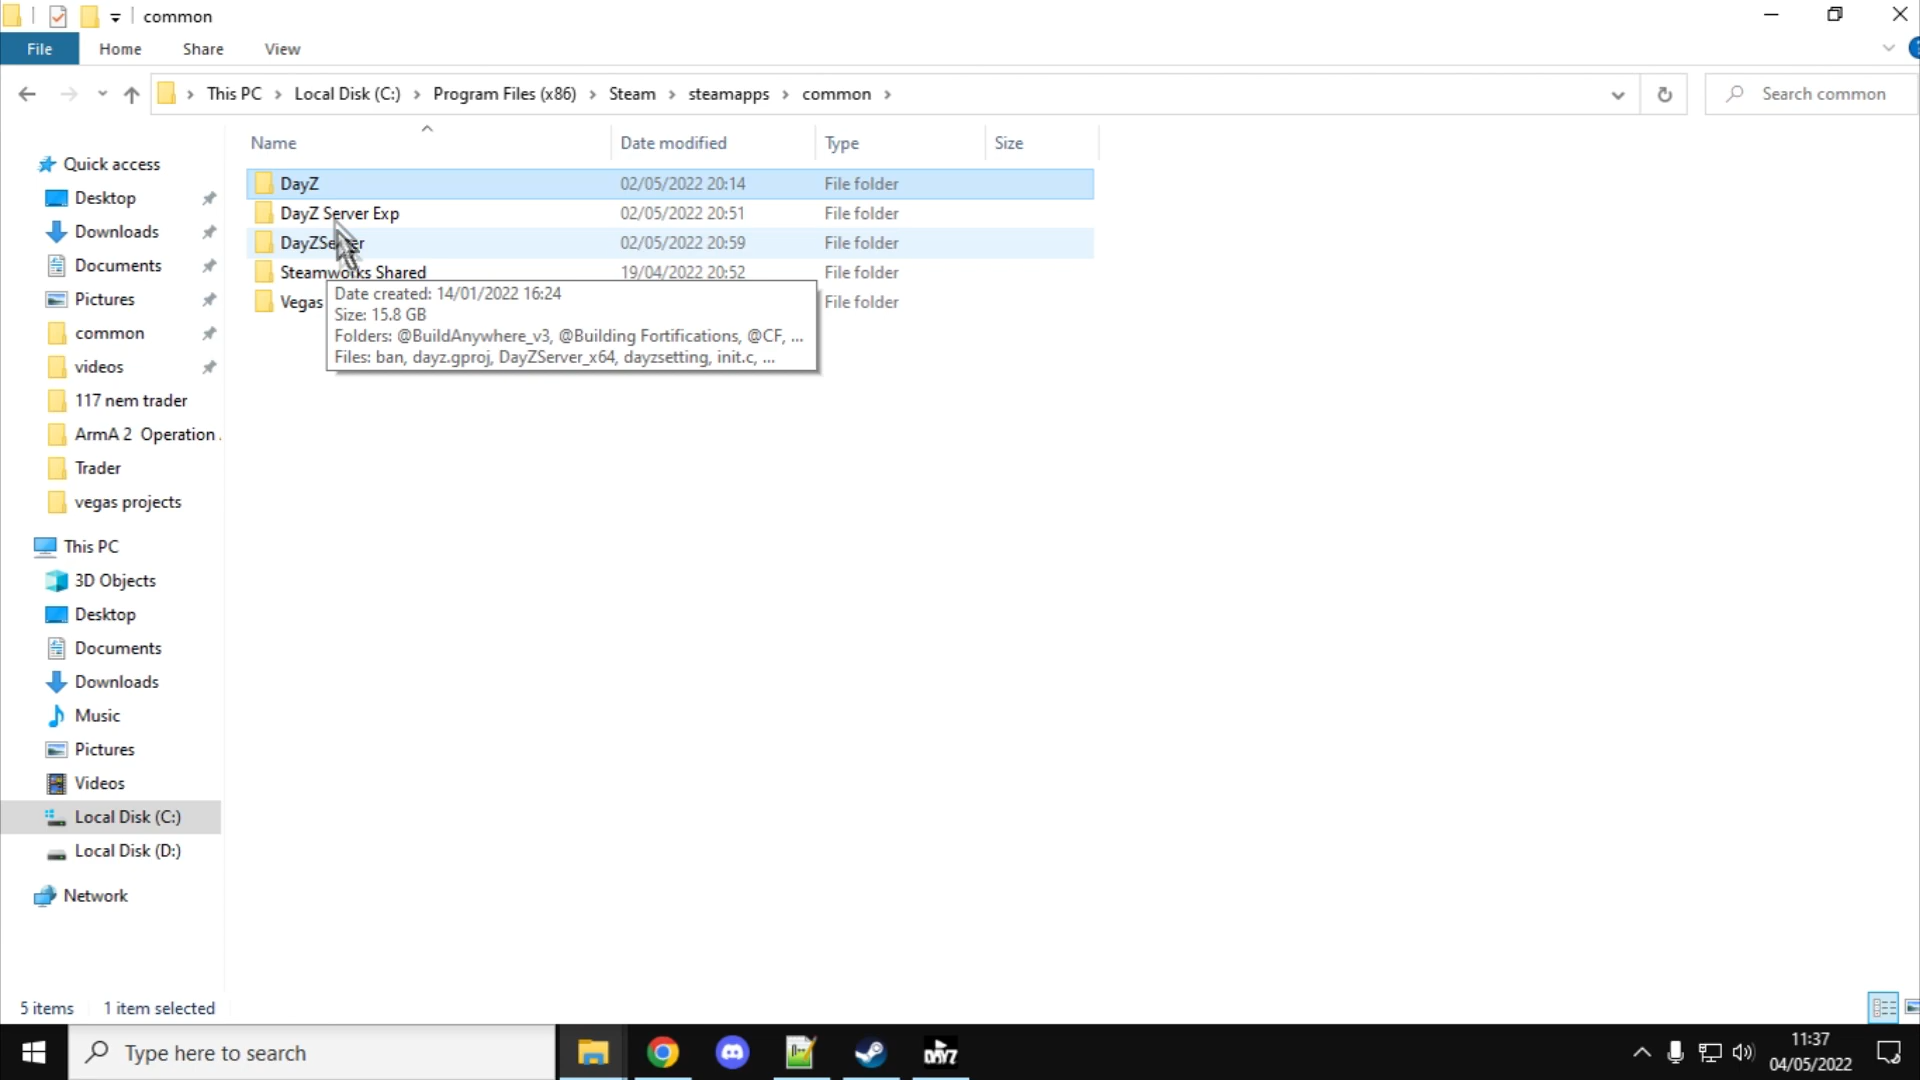 common
File Home Share View
This PC Local Disk (C:) Program Files (x86) Steam steamapps common
Search common
Name Date modified Type Size
DayZ 02/05/2022 20:14 File folder
DayZ Server Exp 02/05/2022 20:51 File folder
DayZServer 02/05/2022 20:59 File folder
Steamworks Shared 19/04/2022 20:52 File folder
Vegas File folder
Date created: 14/01/2022 16:24
Size: 15.8 GB
Folders: @BuildAnywhere_v3, @Building Fortifications, @CF, ...
Files: ban, dayz.gproj, DayZServer_x64, dayzsetting, init.c, ...
Quick access
Desktop
Downloads
Documents
Pictures
common
videos
117 nem trader
ArmA 2 Operation
Trader
vegas projects
This PC
3D Objects
Desktop
Documents
Downloads
Music
Pictures
Videos
Local Disk (C:)
Local Disk (D:)
Network
5 items 1 item selected
Type here to search
DAYZ
11:37
04/05/2022